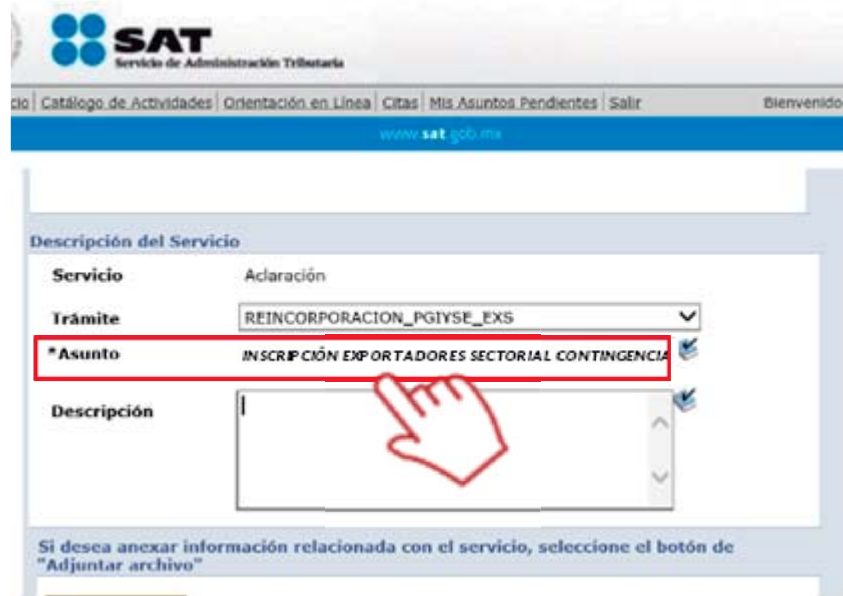 SAT
Servicio de Administración Tributaria
cio | Catálogo de Actividades | Orientación en Línea | Citas | Mis Asuntos Pendientes | Salir Bienvenido
www.sat.gob.mx
Descripción del Servicio
Servicio Aclaración
Trámite REINCORPORACION_PGIYSE_EXS
*Asunto INSCRIPCIÓN EXPORTADORES SECTORIAL CONTINGENCIA
Descripción
Si desea anexar información relacionada con el servicio, seleccione el botón de
"Adjuntar archivo"